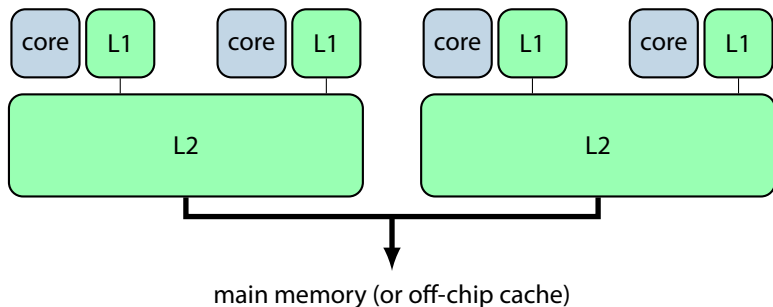 core L1 core L1 core L1 core L1
L2 L2
main memory (or off-chip cache)